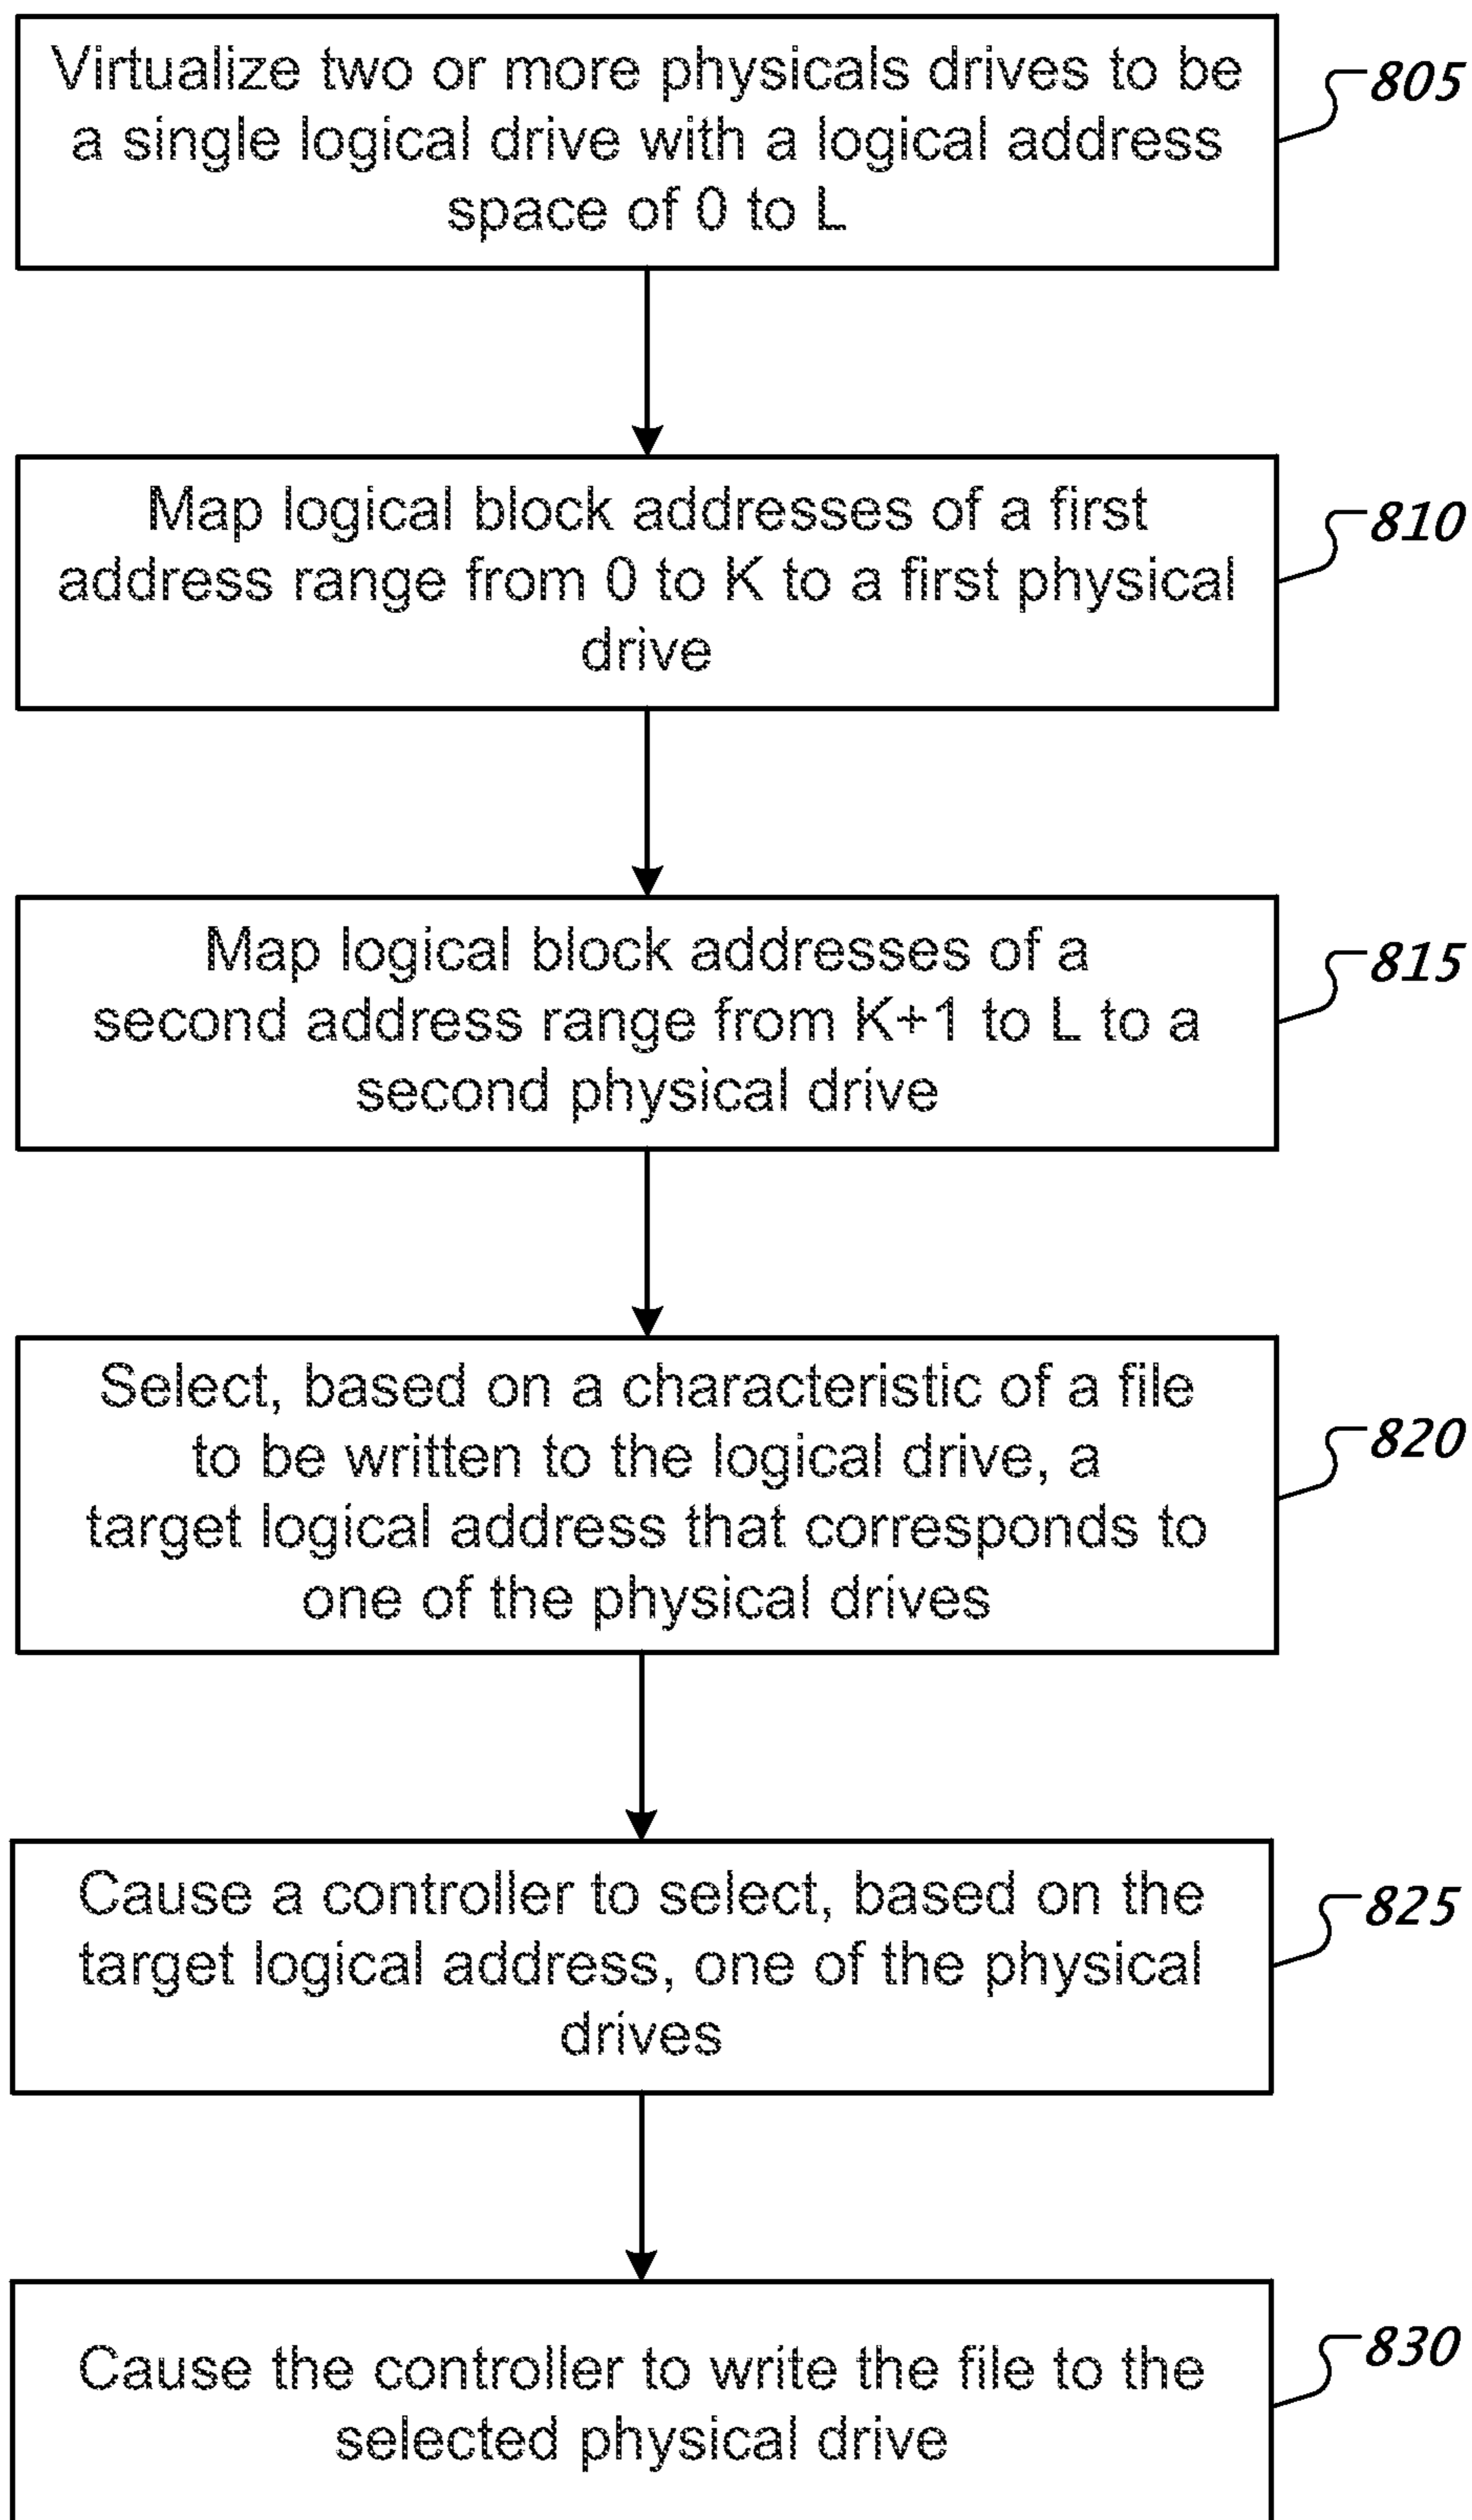 Virtualize two or more physicals drives to be
a single logical drive with a logical address
space of 0 to L
805
Map logical block addresses of a first
address range from 0 to K to a first physical
drive
810
Map logical block addresses of a
second address range from K+1 to L to a
second physical drive
815
Select, based on a characteristic of a file
to be written to the logical drive, a
target logical address that corresponds to
one of the physical drives
820
Cause a controller to select, based on the
target logical address, one of the physical
drives
825
Cause the controller to write the file to the
selected physical drive
830